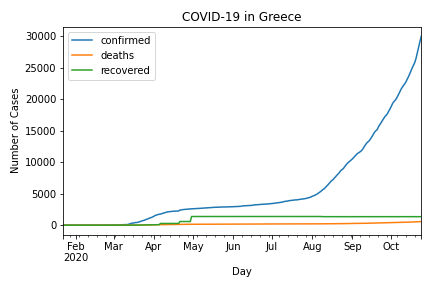 COVID-19 in Greece
confirmed
deaths
recovered
Number of Cases
30000
25000
20000
15000
10000
5000
0
Feb Mar Apr May Jun Jul Aug Sep Oct
2020
Day